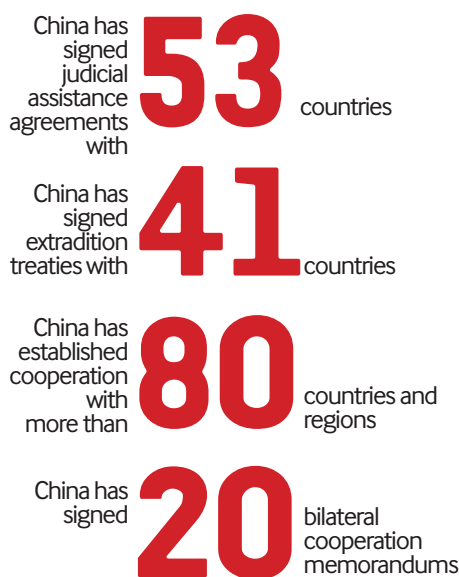 China has
signed
judicial
assistance
agreements
with
53
countries
China has
signed
extradition
treaties with
41
countries
China has
established
cooperation
with
more than
80
countries and
regions
China has
signed
20
bilateral
cooperation
memorandums